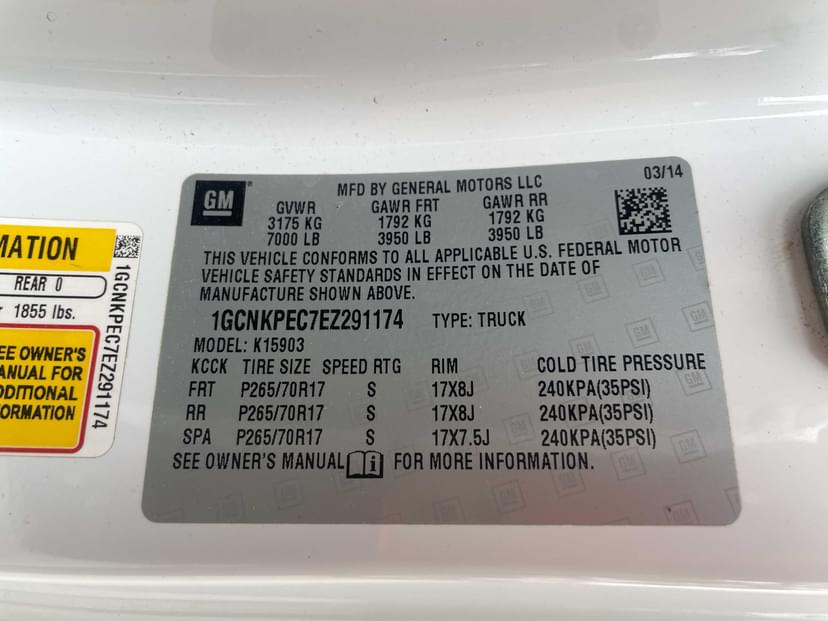 GM
MFD BY GENERAL MOTORS LLC
03/14
GVWR GAWR FRT GAWR RR
3175 KG 1792 KG 1792 KG
7000 LB 3950 LB 3950 LB
THIS VEHICLE CONFORMS TO ALL APPLICABLE U.S. FEDERAL MOTOR
VEHICLE SAFETY STANDARDS IN EFFECT ON THE DATE OF
MANUFACTURE SHOWN ABOVE.
1GCNKPEC7EZ291174 TYPE: TRUCK
MODEL: K15903
KCCK TIRE SIZE SPEED RTG RIM COLD TIRE PRESSURE
FRT P265/70R17 S 17X8J 240KPA(35PSI)
RR P265/70R17 S 17X8J 240KPA(35PSI)
SPA P265/70R17 S 17X7.5J 240KPA(35PSI)
SEE OWNER'S MANUAL FOR MORE INFORMATION.
MATION
REAR 0
1855 lbs.
EE OWNER'S
ANUAL FOR
DDITIONAL
FORMATION
1GCNKPEC7EZ291174